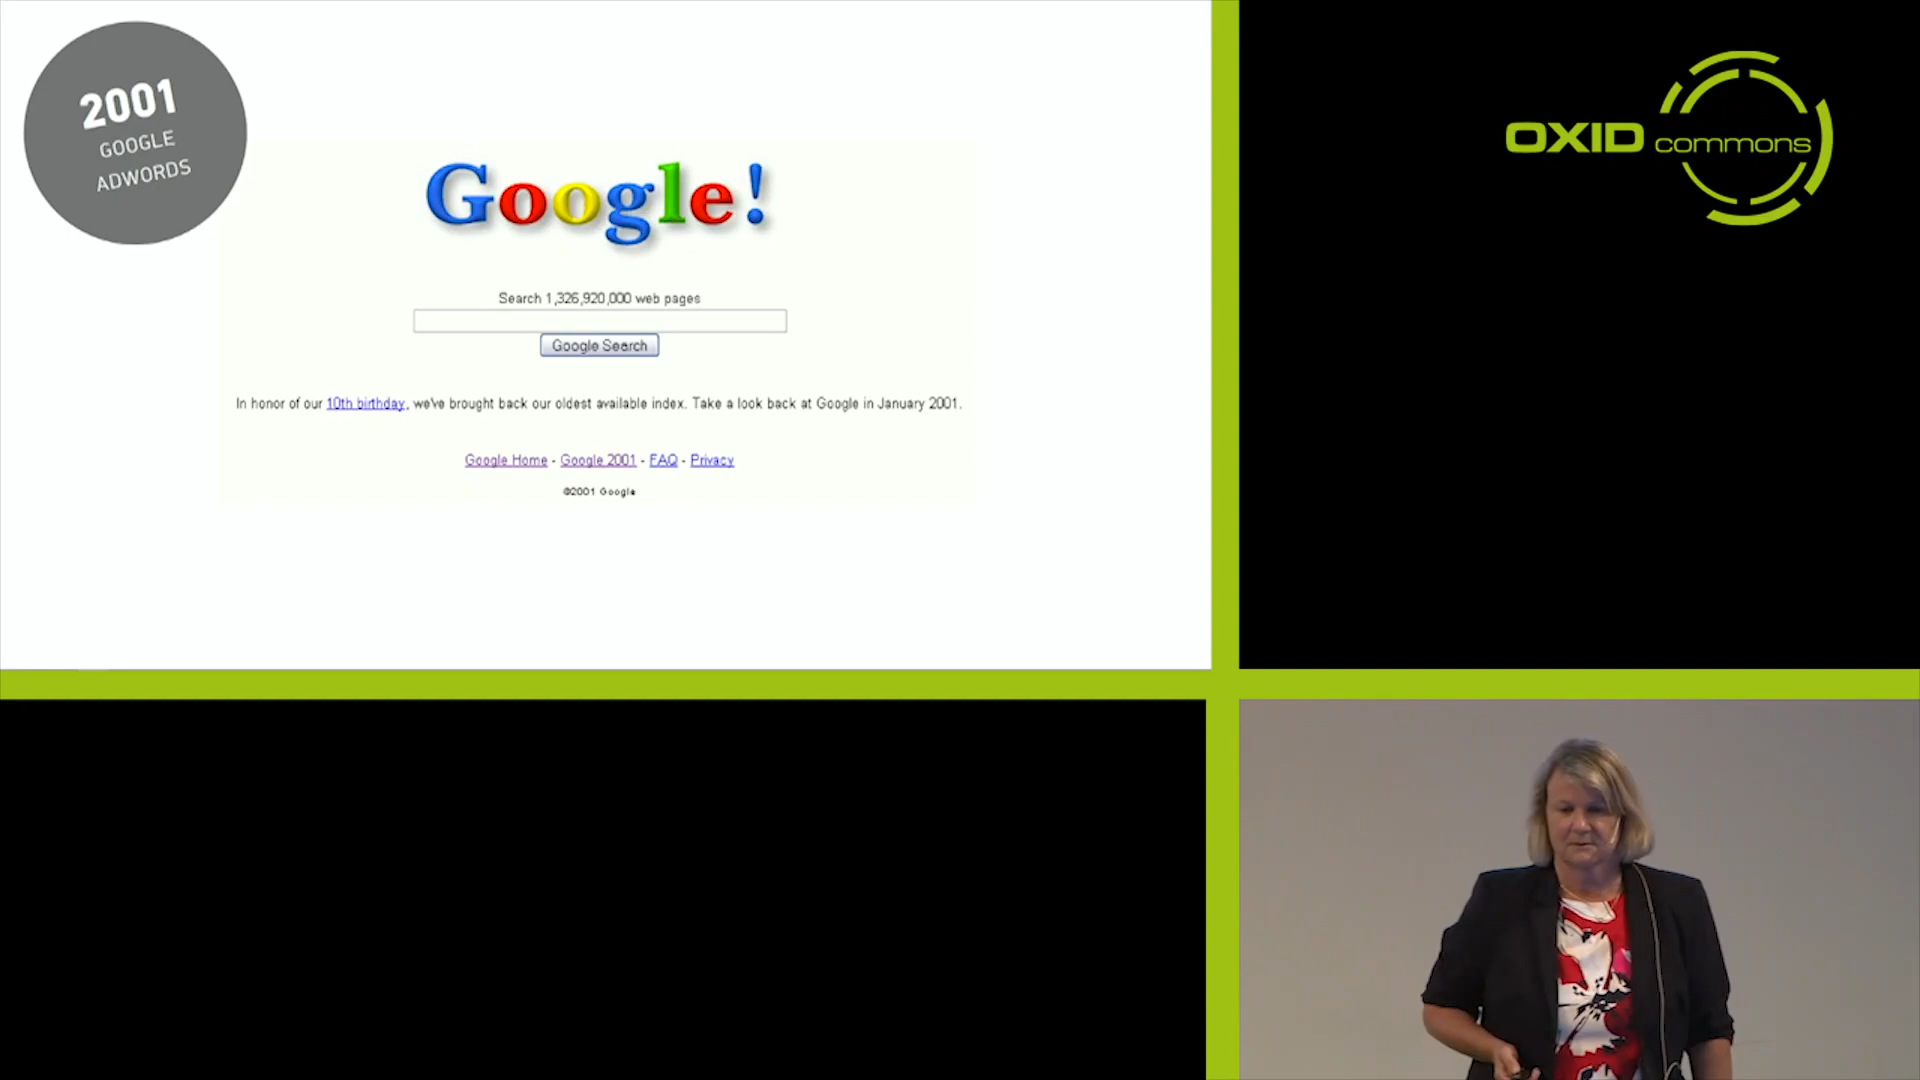 2001
GOOGLE
ADWORDS
Google!
Search 1,326,920,000 web pages
Google Search
In honor of our 10th birthday, we've brought back our oldest available index. Take a look back at Google in January 2001.
Google Home - Google 2001 - FAQ - Privacy
©2001 Google
OXID commons